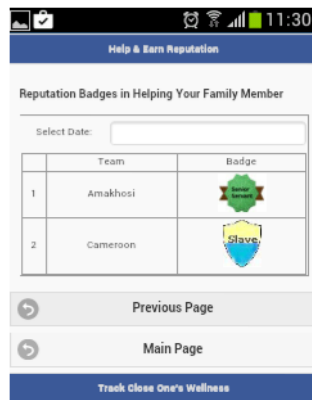 11:30
Help & Earn Reputation
Reputation Badges in Helping Your Family Member
Select Date:
Team Badge
1 Amakhosi Senior Servant
2 Cameroon Slave
Previous Page
Main Page
Track Close One's Wellness